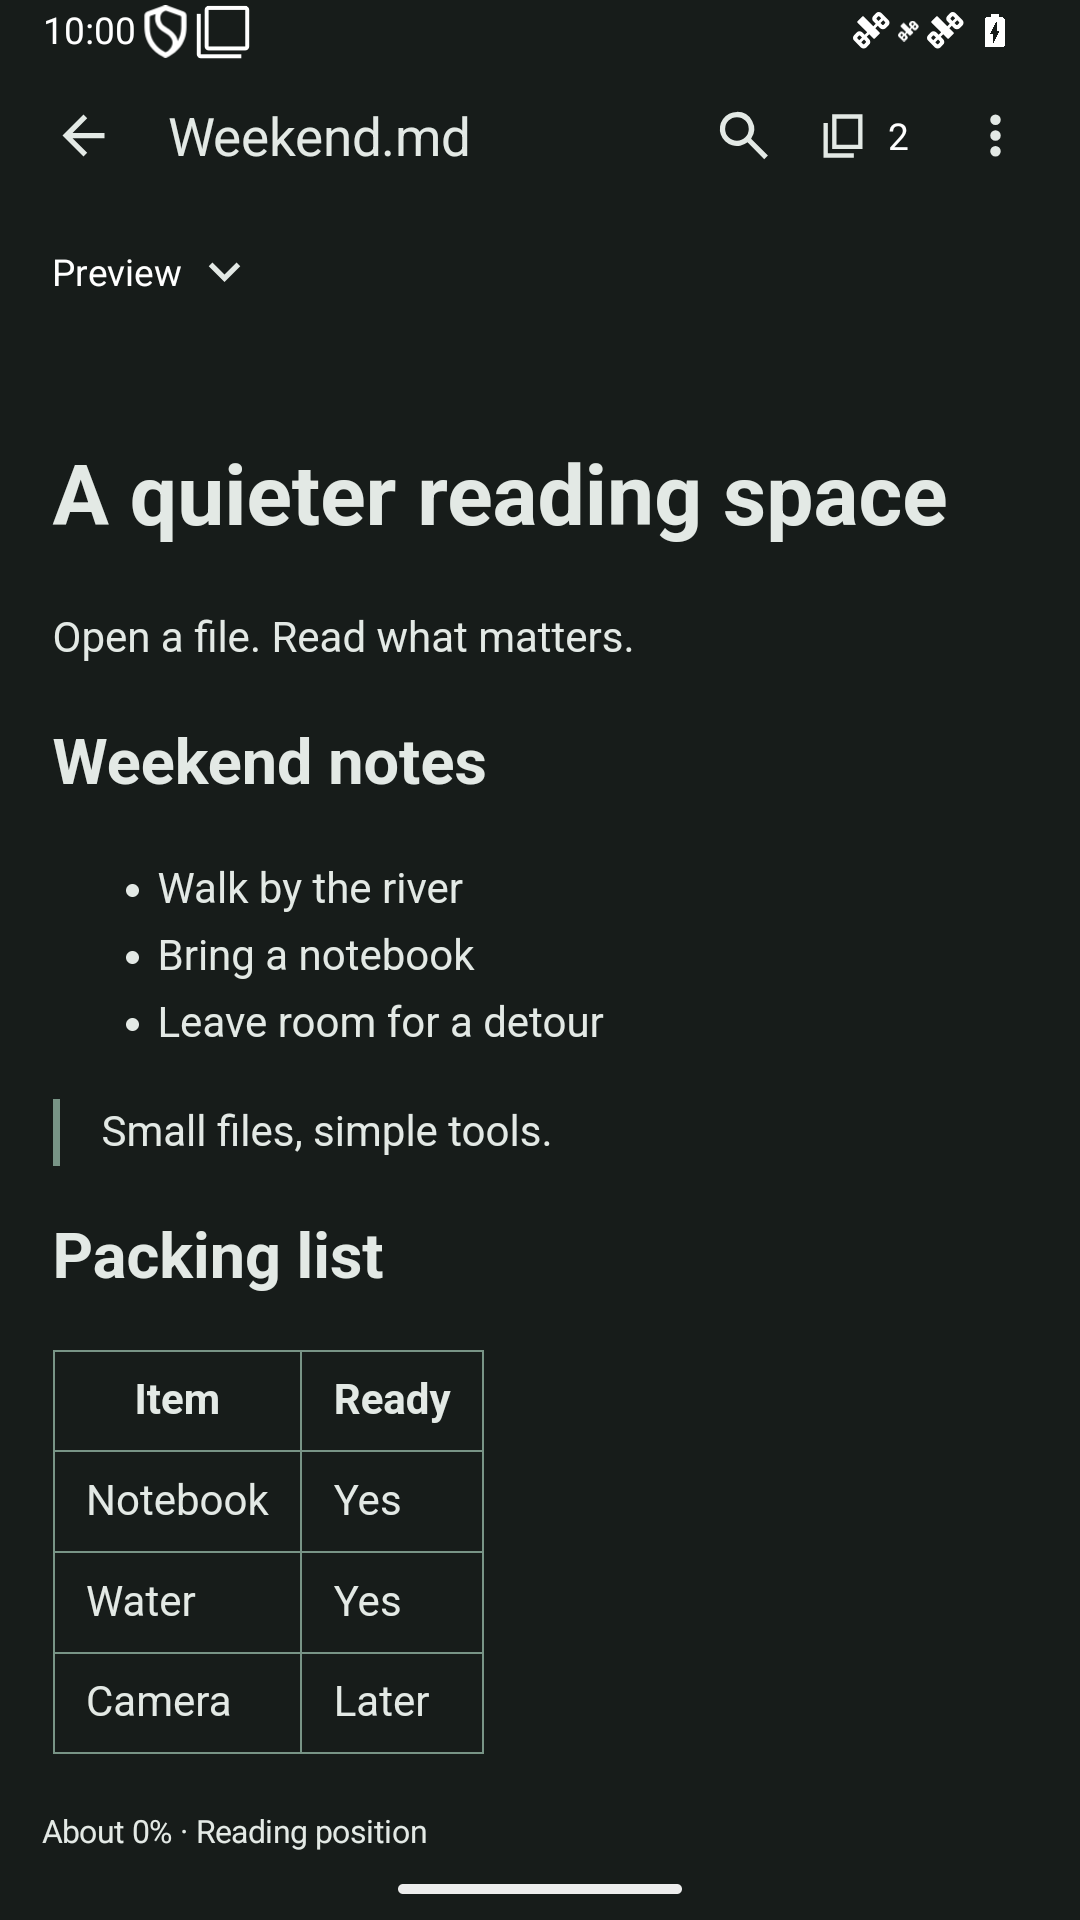 10:00
Weekend.md
2
Preview
A quieter reading space
Open a file. Read what matters.
Weekend notes
• Walk by the river
• Bring a notebook
• Leave room for a detour
Small files, simple tools.
Packing list
Item Ready
Notebook Yes
Water Yes
Camera Later
About 0% · Reading position